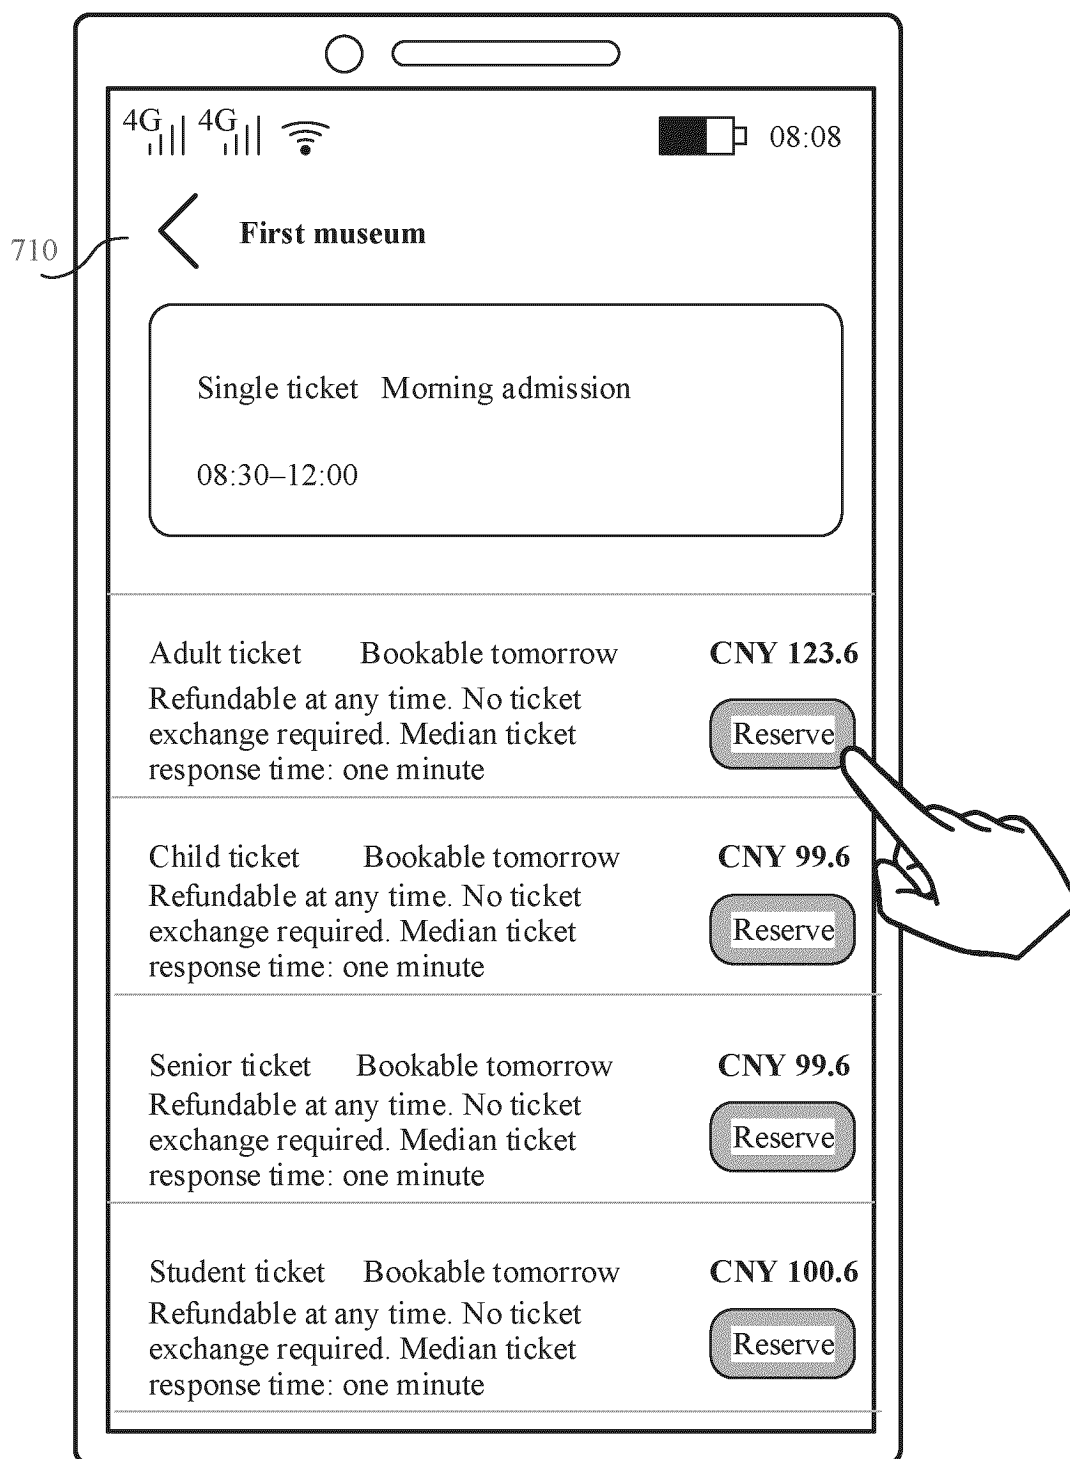 4G 4G 08:08
710
First museum
Single ticket Morning admission
08:30–12:00
Adult ticket Bookable tomorrow CNY 123.6
Refundable at any time. No ticket
exchange required. Median ticket
response time: one minute
Reserve
Child ticket Bookable tomorrow CNY 99.6
Refundable at any time. No ticket
exchange required. Median ticket
response time: one minute
Reserve
Senior ticket Bookable tomorrow CNY 99.6
Refundable at any time. No ticket
exchange required. Median ticket
response time: one minute
Reserve
Student ticket Bookable tomorrow CNY 100.6
Refundable at any time. No ticket
exchange required. Median ticket
response time: one minute
Reserve